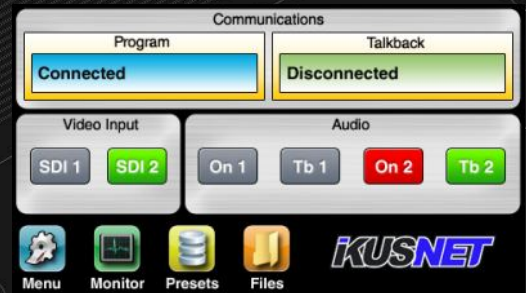 Communications
Program
Talkback
Connected
Disconnected
Video Input
Audio
SDI 1
SDI 2
On 1
Tb 1
On 2
Tb 2
Menu
Monitor
Presets
Files
iKUSNET